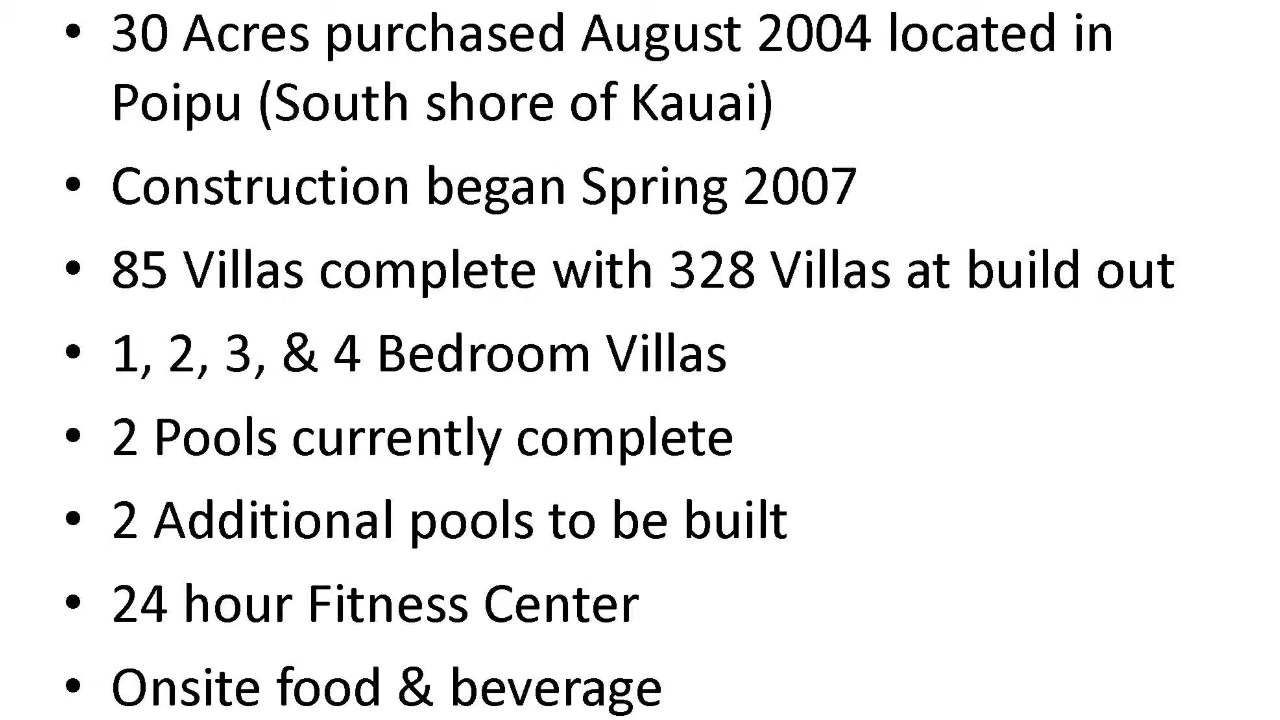 • 30 Acres purchased August 2004 located in
Poipu (South shore of Kauai)
• Construction began Spring 2007
• 85 Villas complete with 328 Villas at build out
• 1, 2, 3, & 4 Bedroom Villas
• 2 Pools currently complete
• 2 Additional pools to be built
• 24 hour Fitness Center
• Onsite food & beverage